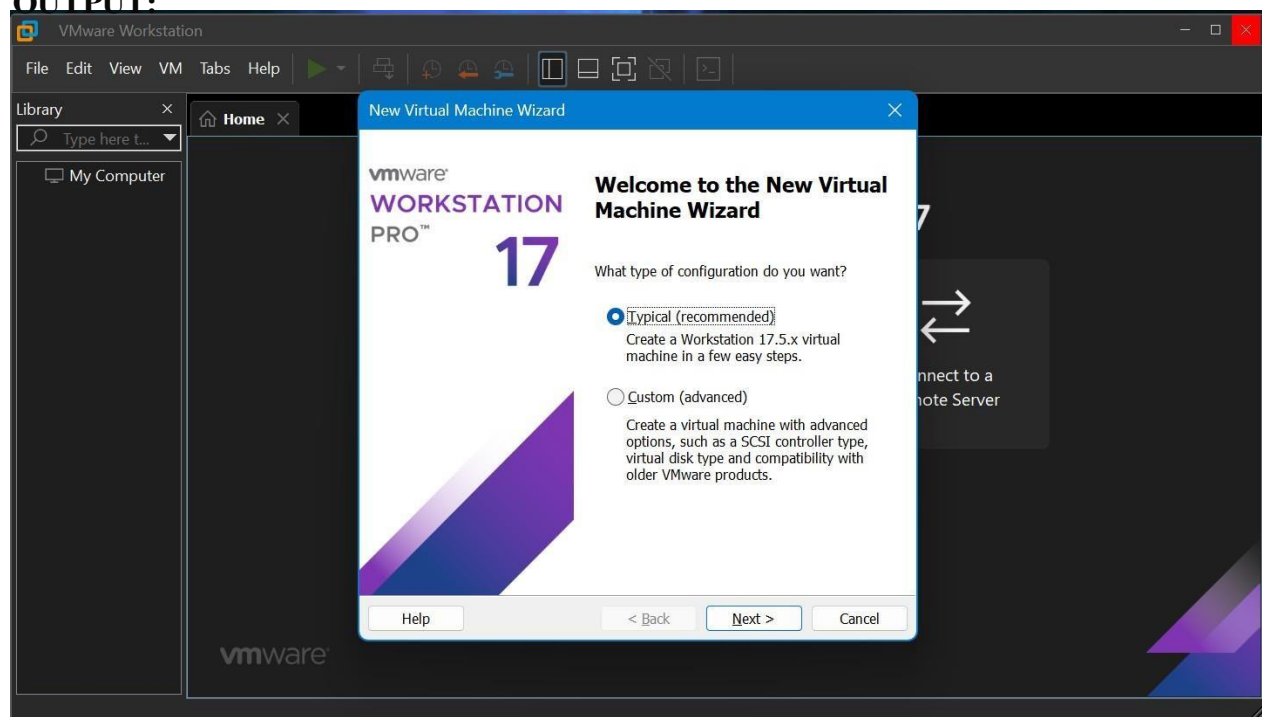 OUTPUT:
VMware Workstation
File Edit View VM Tabs Help
Library
Home
Type here t...
My Computer
New Virtual Machine Wizard
vmware
WORKSTATION
PRO™
17
Welcome to the New Virtual
Machine Wizard
What type of configuration do you want?
Typical (recommended)
Create a Workstation 17.5.x virtual
machine in a few easy steps.
Custom (advanced)
Create a virtual machine with advanced
options, such as a SCSI controller type,
virtual disk type and compatibility with
older VMware products.
Help < Back Next > Cancel
7
nnect to a
note Server
vmware